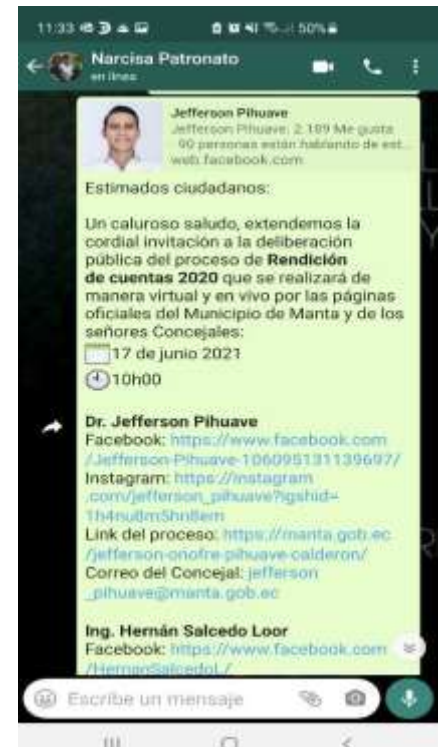 11:33 50%
Narcisa Patronato
en línea
Jefferson Pihuave
Jefferson Pihuave. 2.189 Me gusta
90 personas están hablando de est...
web.facebook.com
Estimados ciudadanos:
Un caluroso saludo, extendemos la
cordial invitación a la deliberación
pública del proceso de Rendición
de cuentas 2020 que se realizará de
manera virtual y en vivo por las páginas
oficiales del Municipio de Manta y de los
señores Concejales:
17 de junio 2021
10h00
Dr. Jefferson Pihuave
Facebook: https://www.facebook.com
/Jefferson-Pihuave-106095131139697/
Instagram: https://instagram
.com/jefferson_pihuave?igshid=
Link del proceso: https://manta.gob.ec
/jefferson-onofre-pihuave-calderon/
Correo del Concejal: jefferson
_pihuave@manta.gob.ec
Ing. Hernán Salcedo Loor
Facebook: https://www.facebook.com
/HernanSalcedoL/
Escribe un mensaje